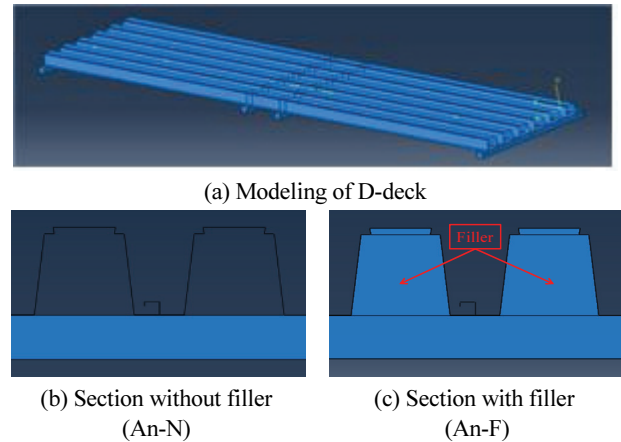 (a) Modeling of D-deck
Filler
(b) Section without filler
(An-N)
(c) Section with filler
(An-F)